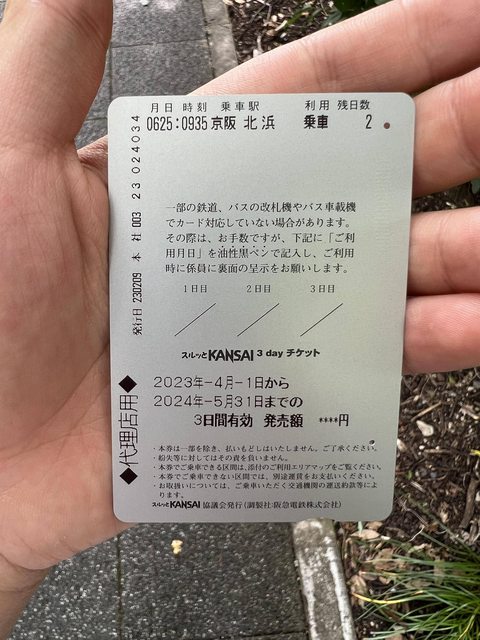 月日 時刻 乗車駅 利用 残日数
0625:0935 京阪 北浜 乗車 2
一部の鉄道、バスの改札機やバス車載機
でカード対応していない場合があります。
その際は、お手数ですが、下記に「ご利
用月日」を油性黒ペンで記入し、ご利用
時に係員に裏面の呈示をお願いします。
1日目 2日目 3日目
スルッとKANSAI 3 day チケット
2023年-4月-1日から
2024年-5月31日までの
3日間有効 発売額 ****円
・本券は一部を除き、払いもどしはいたしません。ご了承ください。
・紛失等に対してはその責を負いません。
・本券でご乗車できる区間は、添付のご利用エリアマップをご覧ください。
・本券でご乗車できない区間では、別途運賃をお支払いください。
・お取扱いについては、ご乗車いただく交通機関の運送約款等によ
ります。
スルッとKANSAI 協議会発行(調製社:阪急電鉄株式会社)
発行日 230209 本 社 003 23 024034
◆代理店用◆